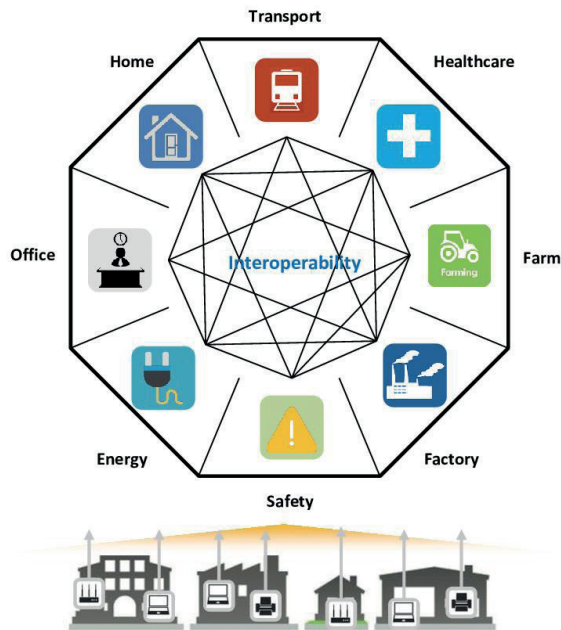 Transport
Home
Healthcare
Office
Interoperability
Farming
Farm
Energy
Factory
Safety